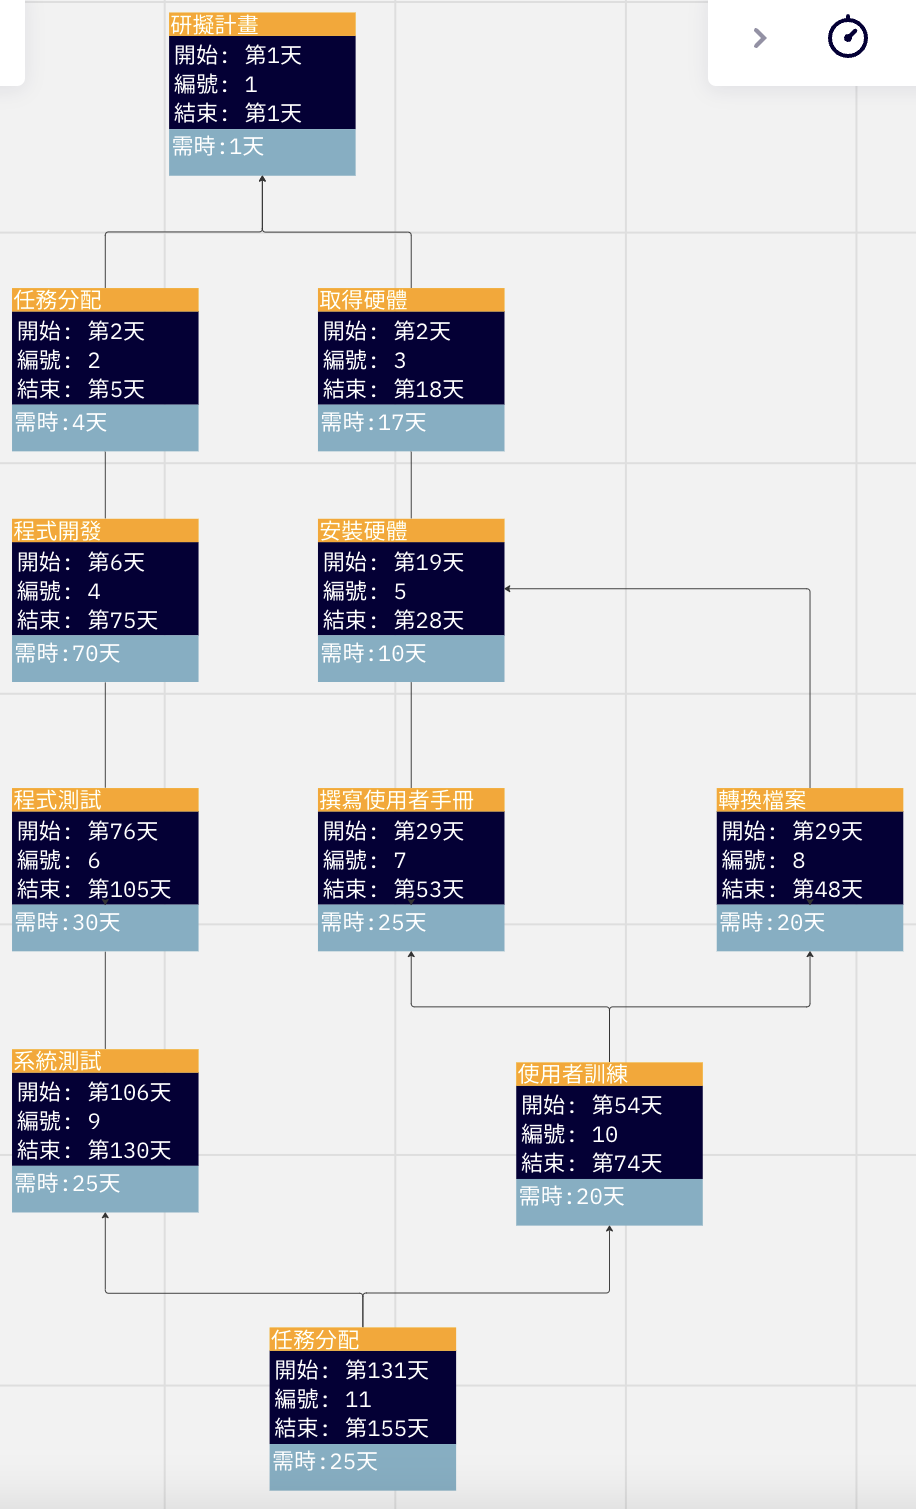 研擬計畫
開始: 第1天
編號: 1
結束: 第1天
需時:1天
任務分配
開始: 第2天
編號: 2
結束: 第5天
需時:4天
取得硬體
開始: 第2天
編號: 3
結束: 第18天
需時:17天
程式開發
開始: 第6天
編號: 4
結束: 第75天
需時:70天
安裝硬體
開始: 第19天
編號: 5
結束: 第28天
需時:10天
程式測試
開始: 第76天
編號: 6
結束: 第105天
需時:30天
撰寫使用者手冊
開始: 第29天
編號: 7
結束: 第53天
需時:25天
轉換檔案
開始: 第29天
編號: 8
結束: 第48天
需時:20天
系統測試
開始: 第106天
編號: 9
結束: 第130天
需時:25天
使用者訓練
開始: 第54天
編號: 10
結束: 第74天
需時:20天
任務分配
開始: 第131天
編號: 11
結束: 第155天
需時:25天